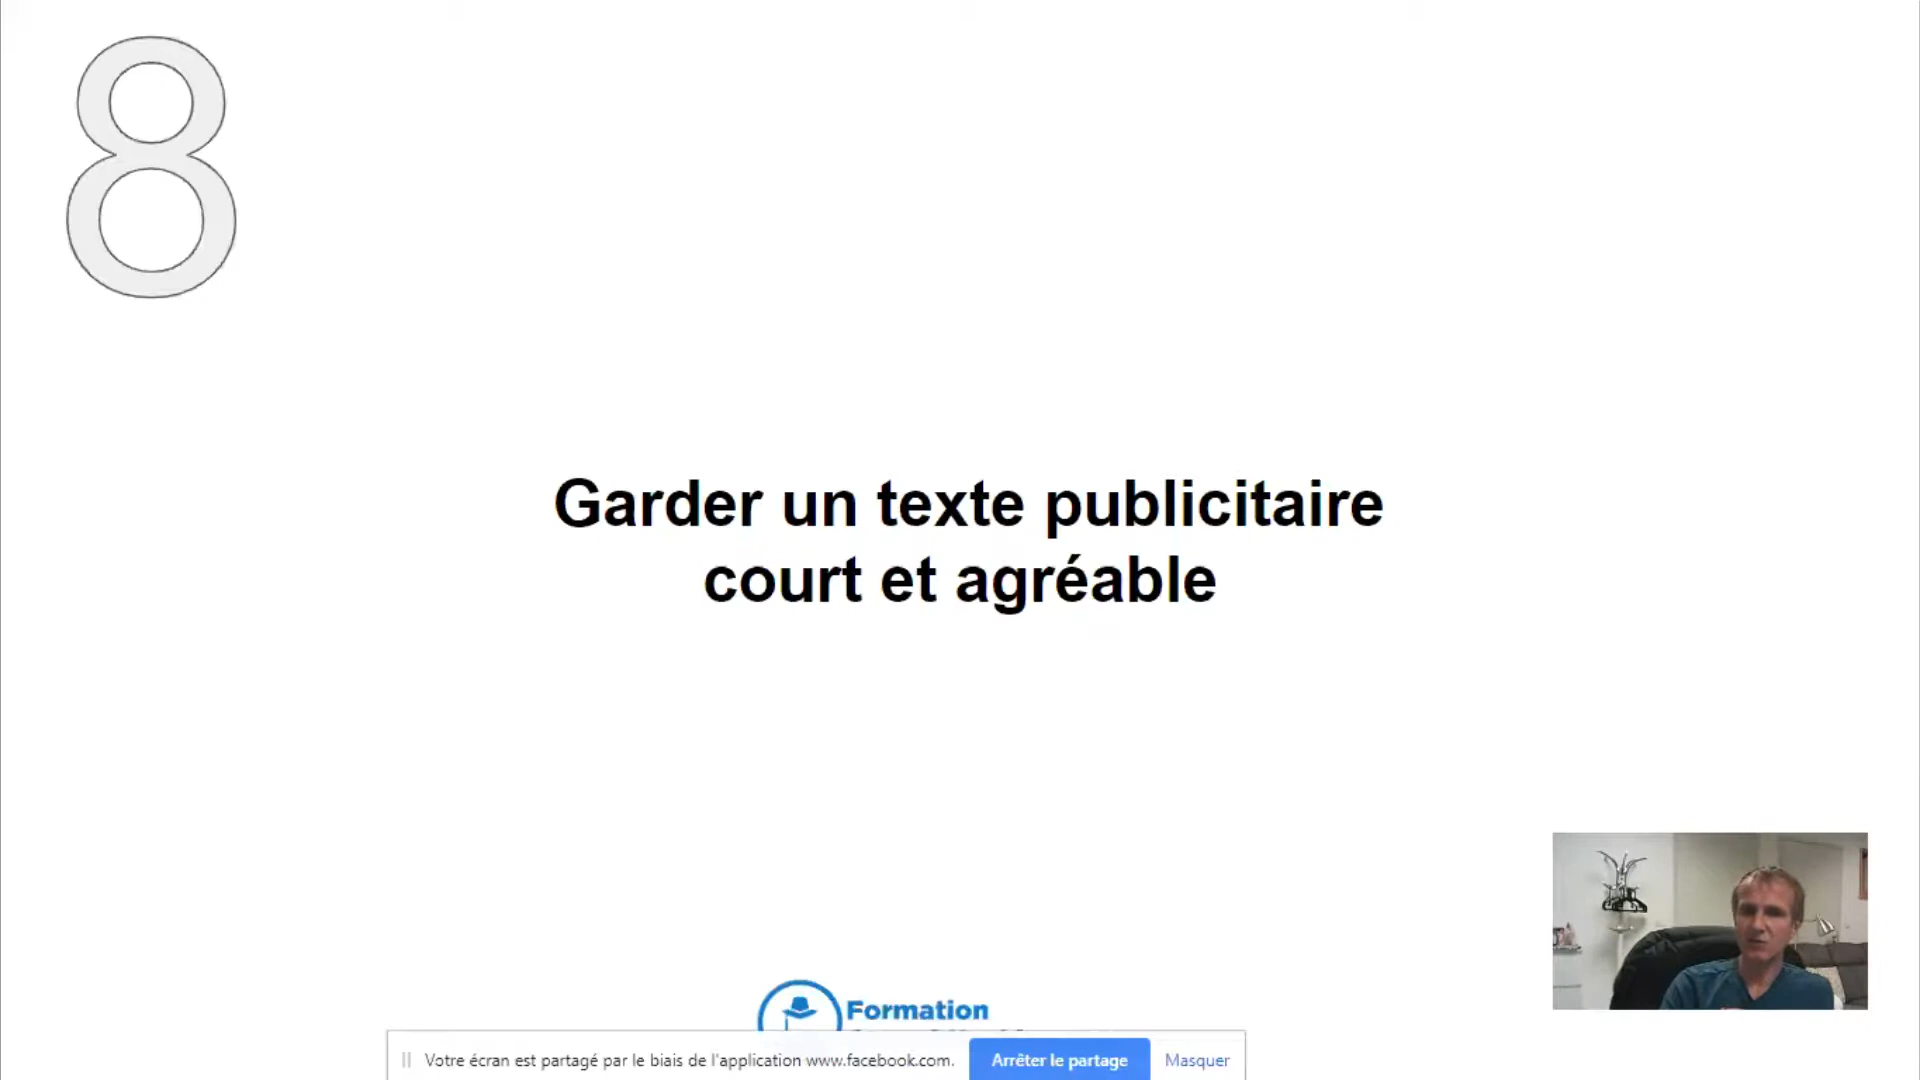 8
Garder un texte publicitaire
court et agréable
Formation
Votre écran est partagé par le biais de l'application www.facebook.com.
Arrêter le partage
Masquer